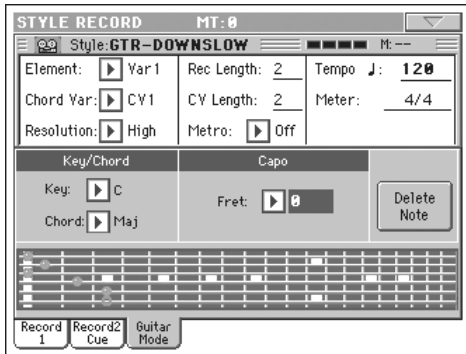 STYLE RECORD MT:0
Style:GTR-DOWNSLOW M:--
Element: Var1 Rec Length: 2 Tempo ♩: 120
Chord Var: CV1 CV Length: 2 Meter: 4/4
Resolution: High Metro: Off
Key/Chord Capo
Key: C
Fret: 0
Chord: Maj
Delete
Note
Record 1 Record2 Cue Guitar Mode